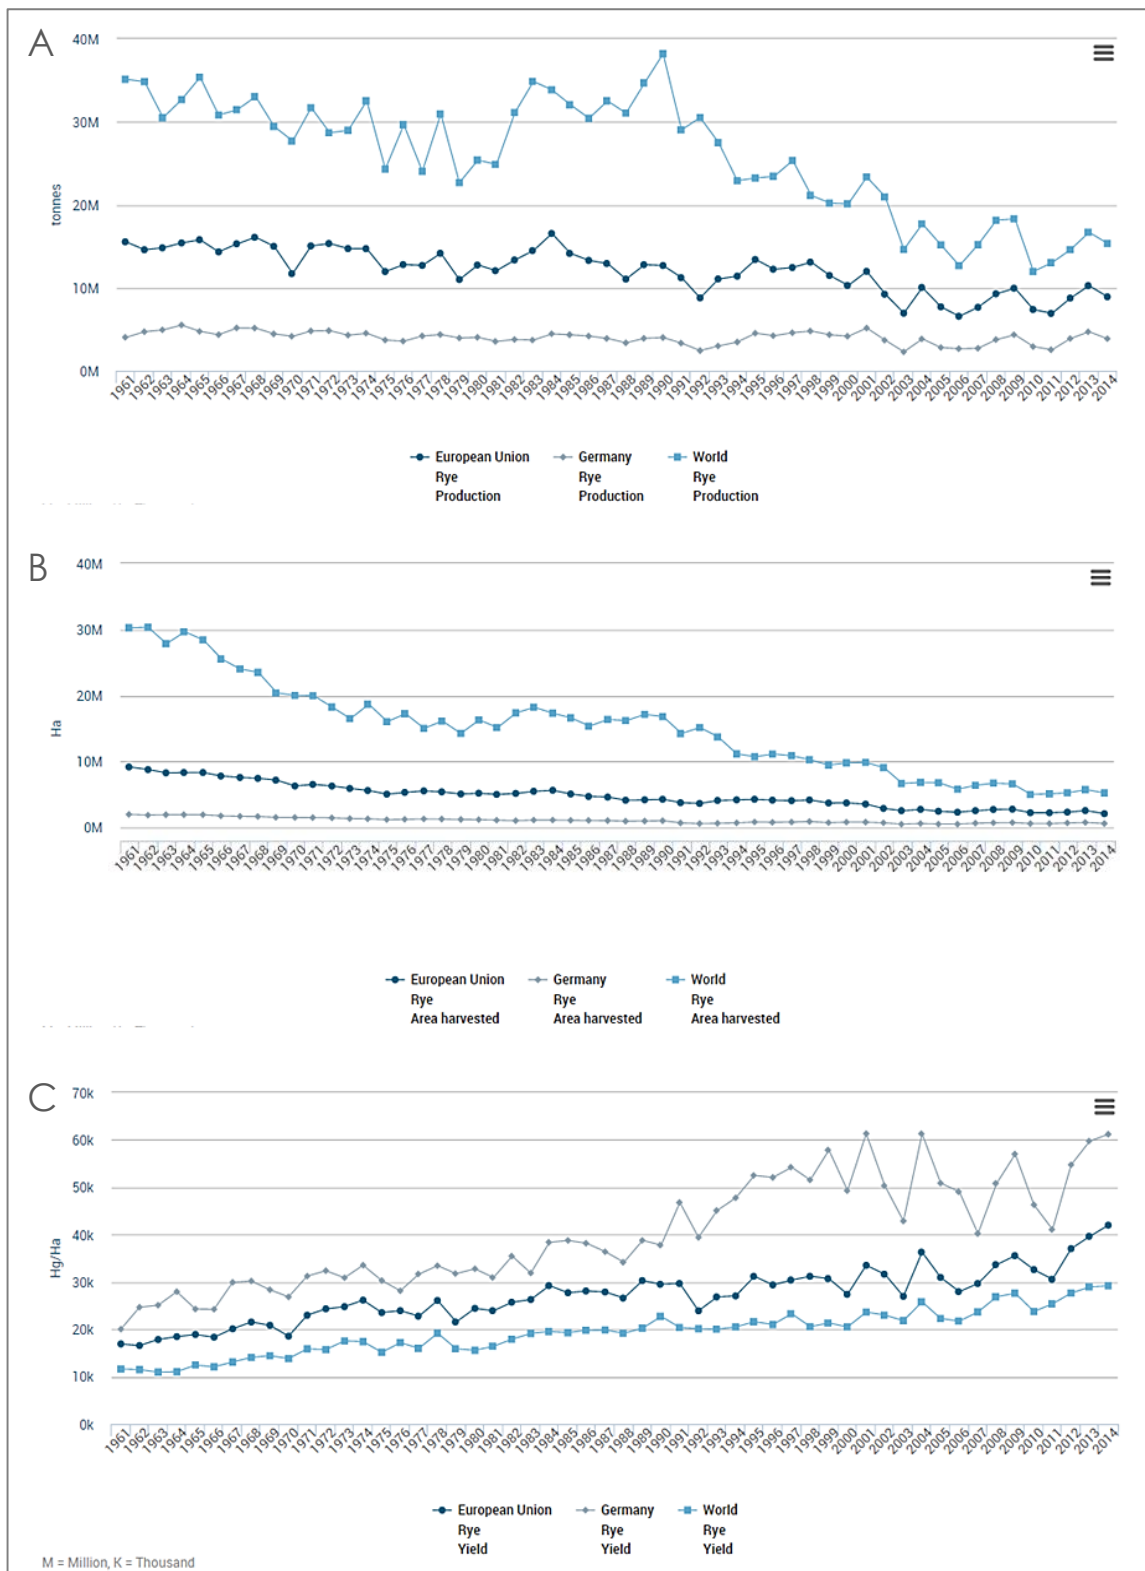 A
40M
30M
20M
10M
0M
tonnes
1961 1962 1963 1964 1965 1966 1967 1968 1969 1970 1971 1972 1973 1974 1975 1976 1977 1978 1979 1980 1981 1982 1983 1984 1985 1986 1987 1988 1989 1990 1991 1992 1993 1994 1995 1996 1997 1998 1999 2000 2001 2002 2003 2004 2005 2006 2007 2008 2009 2010 2011 2012 2013 2014
European Union Germany World
Rye Rye Rye
Production Production Production
B
40M
30M
20M
10M
0M
Ha
1961 1962 1963 1964 1965 1966 1967 1968 1969 1970 1971 1972 1973 1974 1975 1976 1977 1978 1979 1980 1981 1982 1983 1984 1985 1986 1987 1988 1989 1990 1991 1992 1993 1994 1995 1996 1997 1998 1999 2000 2001 2002 2003 2004 2005 2006 2007 2008 2009 2010 2011 2012 2013 2014
European Union Germany World
Rye Rye Rye
Area harvested Area harvested Area harvested
C
70k
60k
50k
40k
30k
20k
10k
0k
Hg/Ha
1961 1962 1963 1964 1965 1966 1967 1968 1969 1970 1971 1972 1973 1974 1975 1976 1977 1978 1979 1980 1981 1982 1983 1984 1985 1986 1987 1988 1989 1990 1991 1992 1993 1994 1995 1996 1997 1998 1999 2000 2001 2002 2003 2004 2005 2006 2007 2008 2009 2010 2011 2012 2013 2014
European Union Germany World
Rye Rye Rye
Yield Yield Yield
M = Million, K = Thousand